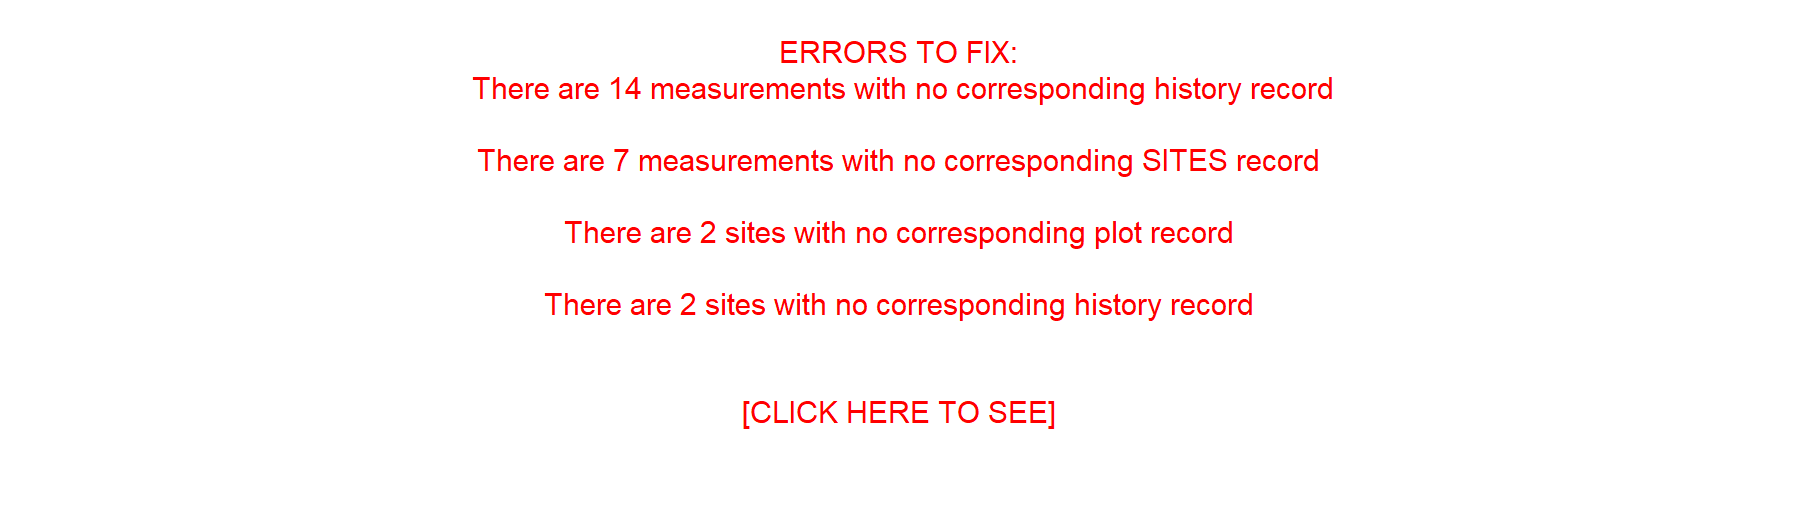 ERRORS TO FIX:
There are 14 measurements with no corresponding history record
There are 7 measurements with no corresponding SITES record
There are 2 sites with no corresponding plot record
There are 2 sites with no corresponding history record
[CLICK HERE TO SEE]